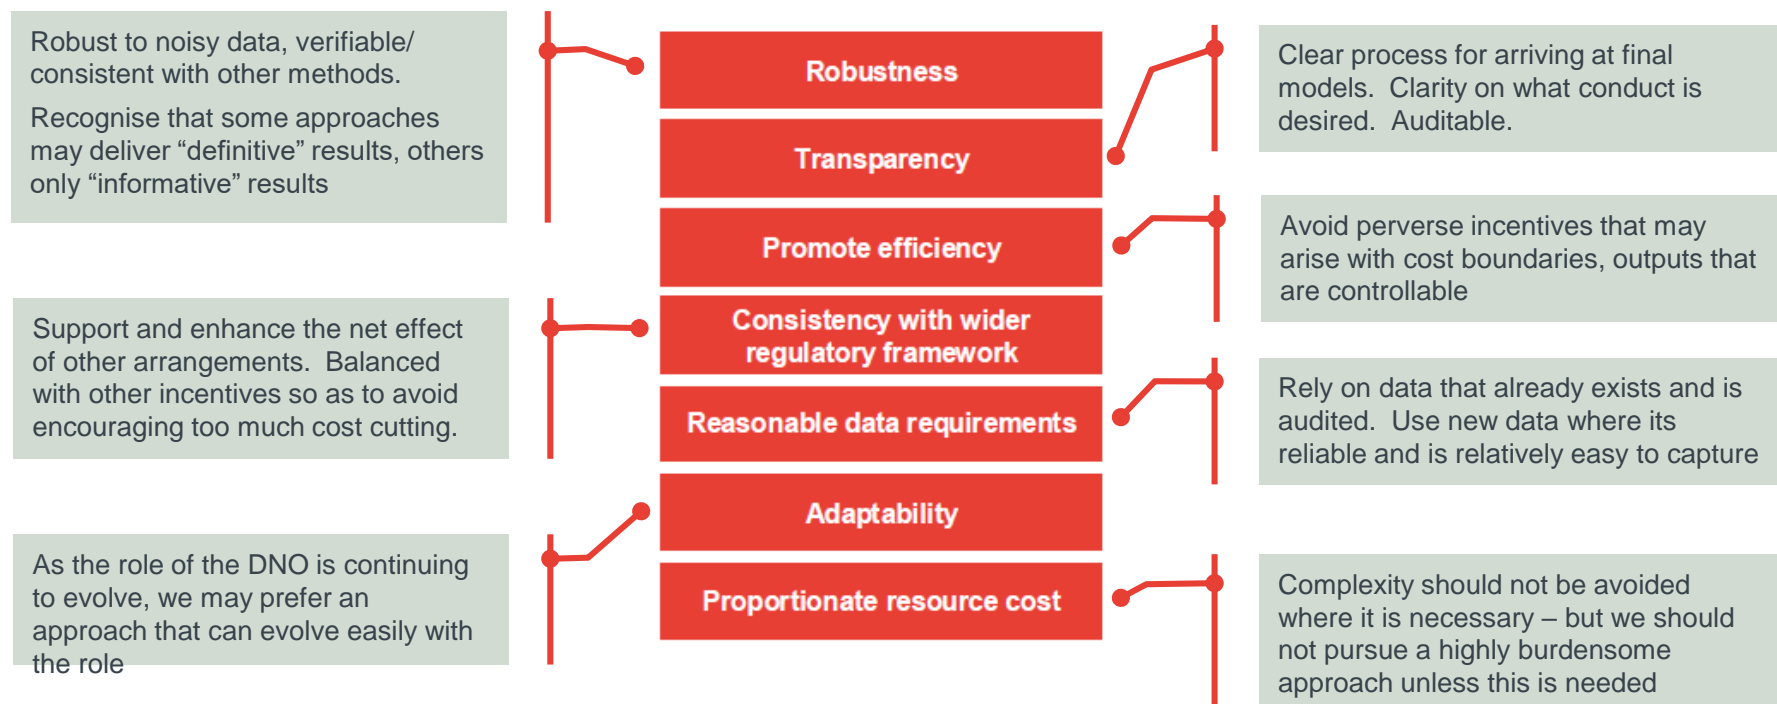 Robust to noisy data, verifiable/
consistent with other methods.
Recognise that some approaches
may deliver “definitive” results, others
only “informative” results
Support and enhance the net effect
of other arrangements.  Balanced
with other incentives so as to avoid
encouraging too much cost cutting.
As the role of the DNO is continuing
to evolve, we may prefer an
approach that can evolve easily with
the role
Robustness
Transparency
Promote efficiency
Consistency with wider
regulatory framework
Reasonable data requirements
Adaptability
Proportionate resource cost
Clear process for arriving at final
models.  Clarity on what conduct is
desired.  Auditable.
Avoid perverse incentives that may
arise with cost boundaries, outputs that
are controllable
Rely on data that already exists and is
audited.  Use new data where its
reliable and is relatively easy to capture
Complexity should not be avoided
where it is necessary – but we should
not pursue a highly burdensome
approach unless this is needed